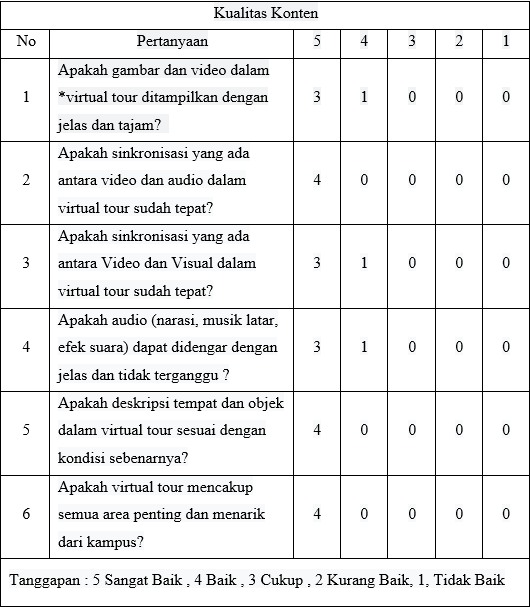 Kualitas Konten
No Pertanyaan 5 4 3 2 1
Apakah gambar dan video dalam
1 *virtual tour ditampilkan dengan 3 1 0 0 0
jelas dan tajam?
Apakah sinkronisasi yang ada
2 antara video dan audio dalam 4 0 0 0 0
virtual tour sudah tepat?
Apakah sinkronisasi yang ada
3 antara Video dan Visual dalam 3 1 0 0 0
virtual tour sudah tepat?
Apakah audio (narasi, musik latar,
4 efek suara) dapat didengar dengan 3 1 0 0 0
jelas dan tidak terganggu ?
Apakah deskripsi tempat dan objek
5 dalam virtual tour sesuai dengan 4 0 0 0 0
kondisi sebenarnya?
Apakah virtual tour mencakup
6 semua area penting dan menarik 4 0 0 0 0
dari kampus?
Tanggapan : 5 Sangat Baik , 4 Baik , 3 Cukup , 2 Kurang Baik, 1, Tidak Baik